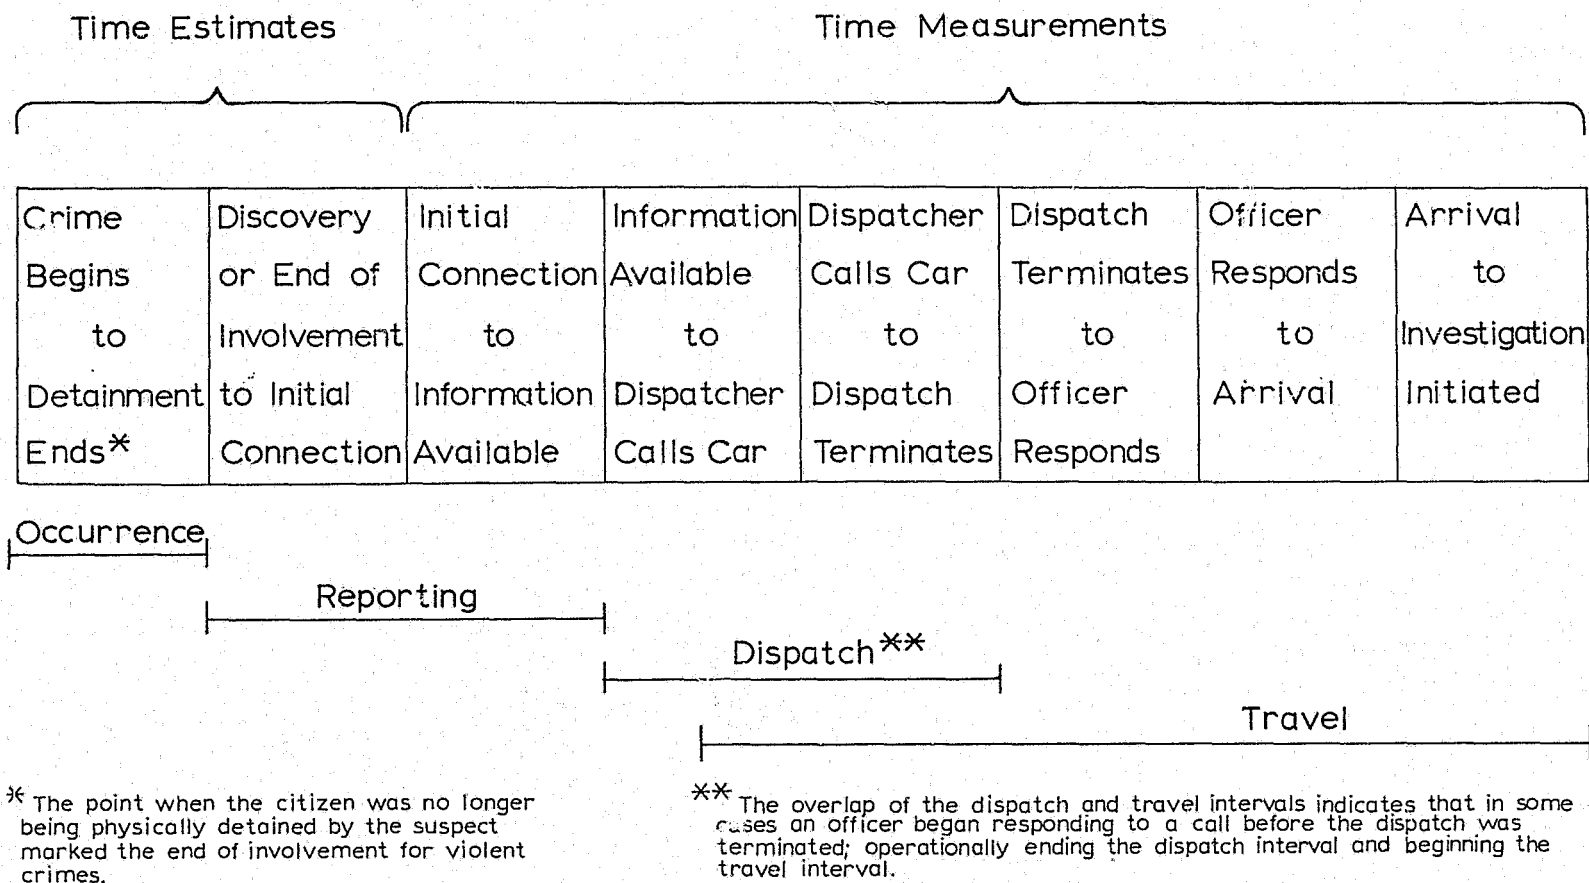 Time Estimates
Time Measurements
Crime
Begins
to
Detainment
Ends*
Discovery
or End of
Involvement
to Initial
Connection
Initial
Connection
to
Information
Available
Information
Available
to
Dispatcher
Calls Car
Dispatcher
Calls Car
to
Dispatch
Terminates
Dispatch
Terminates
to
Officer
Responds
Officer
Responds
to
Arrival
Arrival
to
Investigation
Initiated
Occurrence
Reporting
Dispatch**
Travel
* The point when the citizen was no longer
being physically detained by the suspect
marked the end of involvement for violent
crimes.
** The overlap of the dispatch and travel intervals indicates that in some
cases an officer began responding to a call before the dispatch was
terminated; operationally ending the dispatch interval and beginning the
travel interval.